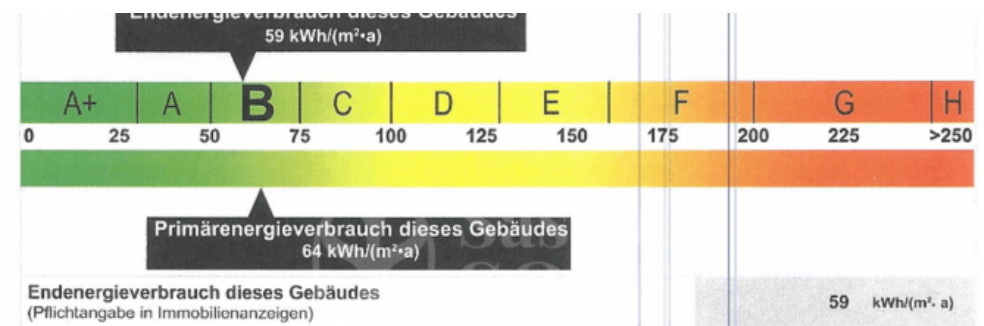 Endenergieverbrauch dieses Gebäudes
59 kWh/(m²•a)
A+ A B C D E F G H
0 25 50 75 100 125 150 175 200 225 >250
Primärenergieverbrauch dieses Gebäudes
64 kWh/(m²•a)
Endenergieverbrauch dieses Gebäudes
(Pflichtangabe in Immobilienanzeigen)
59 kWh/(m²· a)